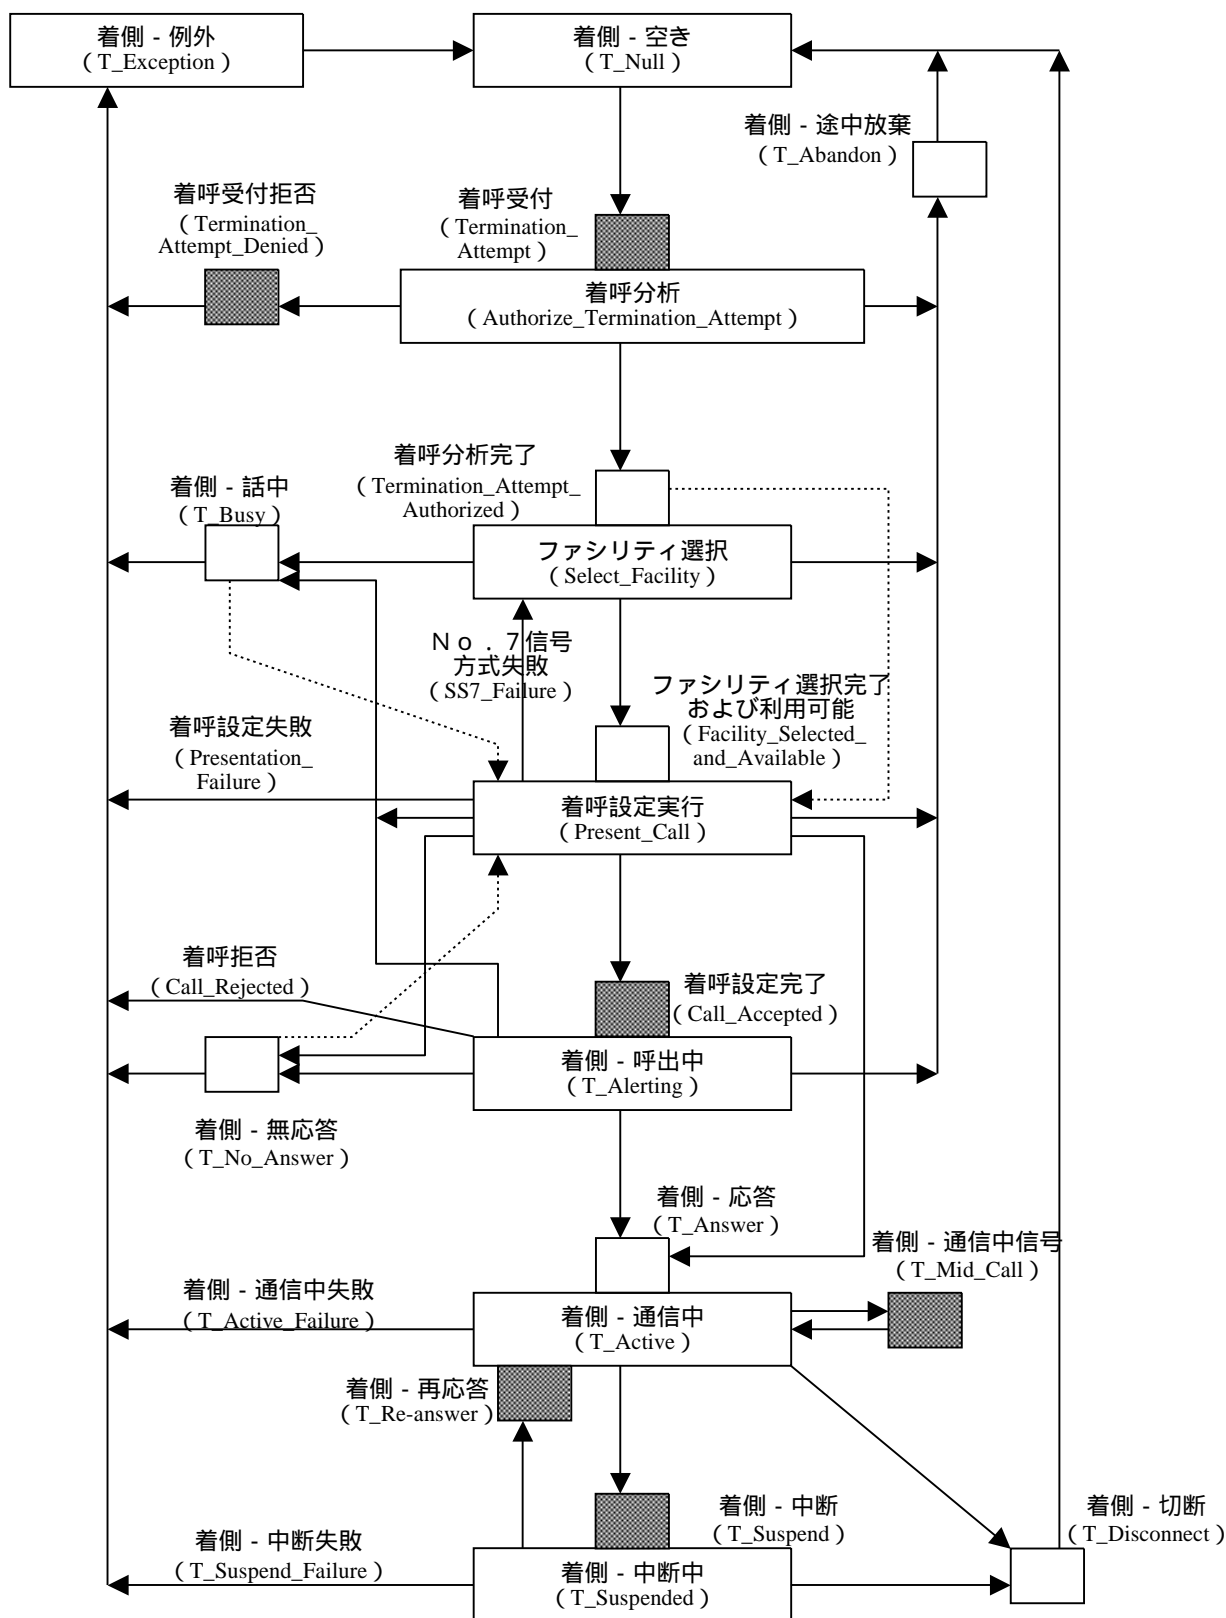 着側 - 例外
( T_Exception )
着側 - 空き
( T_Null )
着側 - 途中放棄
( T_Abandon )
着呼受付拒否
( Termination_
Attempt_Denied )
着呼受付
( Termination_
Attempt )
着呼分析
( Authorize_Termination_Attempt )
着呼分析完了
( Termination_Attempt_
Authorized )
着側 - 話中
( T_Busy )
ファシリティ選択
( Select_Facility )
No.7信号
方式失敗
( SS7_Failure )
ファシリティ選択完了
および利用可能
( Facility_Selected_
and_Available )
着呼設定失敗
( Presentation_
Failure )
着呼設定実行
( Present_Call )
着呼拒否
( Call_Rejected )
着呼設定完了
( Call_Accepted )
着側 - 呼出中
( T_Alerting )
着側 - 無応答
( T_No_Answer )
着側 - 応答
( T_Answer )
着側 - 通信中信号
( T_Mid_Call )
着側 - 通信中失敗
( T_Active_Failure )
着側 - 通信中
( T_Active )
着側 - 再応答
( T_Re-answer )
着側 - 中断
( T_Suspend )
着側 - 切断
( T_Disconnect )
着側 - 中断失敗
( T_Suspend_Failure )
着側 - 中断中
( T_Suspended )